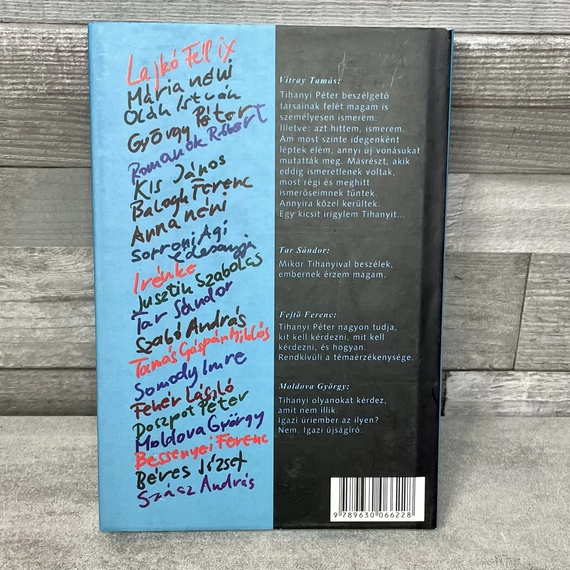 Lajkó Félix
Mária néni
Oláh István
György Péter
Romanók Róbert
Kis János
Balogh Ferenc
Anna néni
Soproni Ági
édesanyja
Irénke
Jusztin Szabolcs
Tar Sándor
Szabó András
Tamás Gáspár Miklós
Somody Imre
Fehér László
Doszpot Péter
Moldova György
Bessenyei Ferenc
Béres József
Szász András
Vitray Tamás:
Tihanyi Péter beszélgető
társainak felét magam is
személyesen ismerem.
Illetve: azt hittem, ismerem.
Am most szinte idegenként
léptek elém, annyi új vonásukat
mutatták meg. Másrészt, akik
eddig ismeretlenek voltak,
most régi és meghitt
ismerőseimnek tűntek.
Annyira közel kerültek.
Egy kicsit irigylem Tihanyit...
Tar Sándor:
Mikor Tihanyival beszélek,
embernek érzem magam.
Fejtő Ferenc:
Tihanyi Péter nagyon tudja,
kit kell kérdezni, mit kell
kérdezni, és hogyan.
Rendkívüli a témaérzékenysége.
Moldova György:
Tihanyi olyanokat kérdez,
amit nem illik.
Igazi úriember az ilyen?
Nem. Igazi újságíró.
9 789630 066228